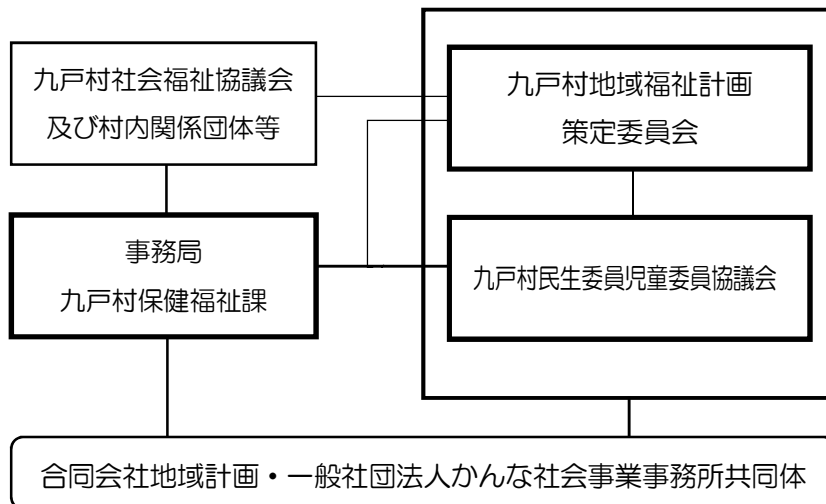 九戸村社会福祉協議会
及び村内関係団体等
九戸村地域福祉計画
策定委員会
事務局
九戸村保健福祉課
九戸村民生委員児童委員協議会
合同会社地域計画・一般社団法人かんな社会事業事務所共同体